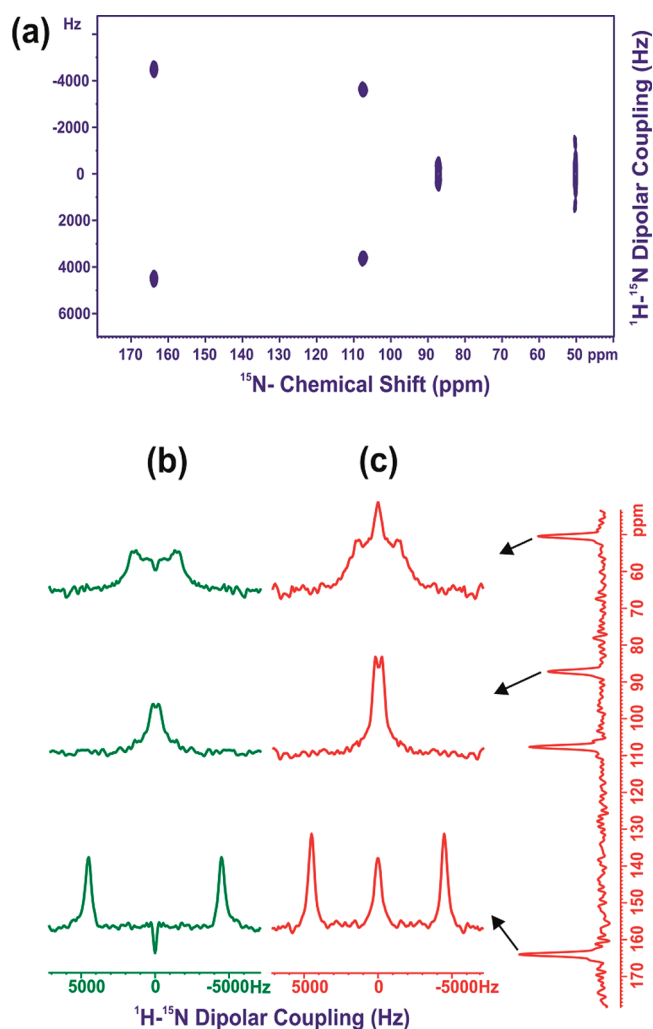 (a)
Hz
-4000
-2000
0
2000
4000
6000
170 160 150 140 130 120 110 100 90 80 70 60 50 ppm
¹⁵N- Chemical Shift (ppm)
¹H-¹⁵N Dipolar Coupling (Hz)
(b)
(c)
ppm
60
70
80
90
100
110
120
130
140
150
160
170
5000 0 -5000Hz
5000 0 -5000Hz
¹H-¹⁵N Dipolar Coupling (Hz)